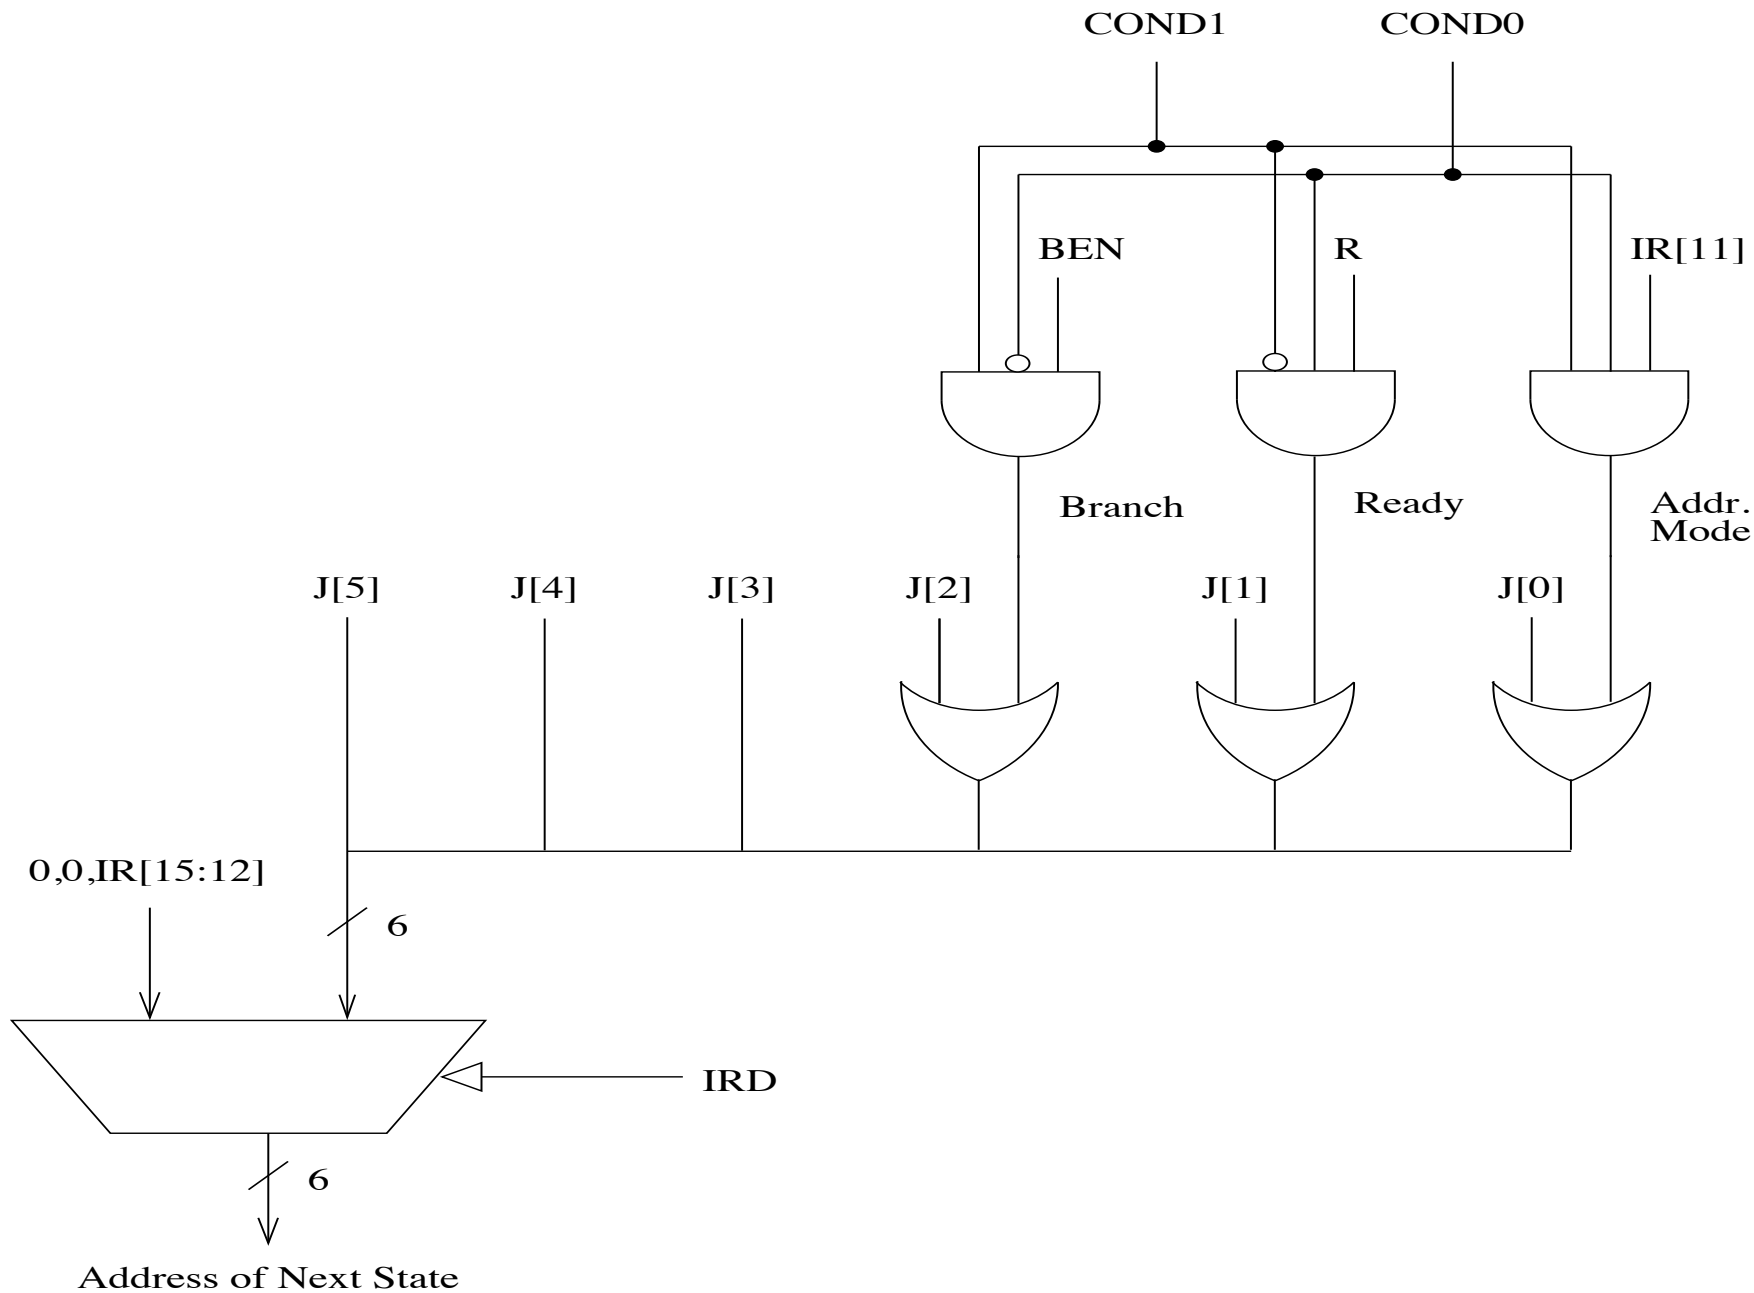 COND1
COND0
BEN
R
IR[11]
Branch
Ready
Addr.
Mode
J[5]
J[4]
J[3]
J[2]
J[1]
J[0]
0,0,IR[15:12]
6
IRD
6
Address of Next State